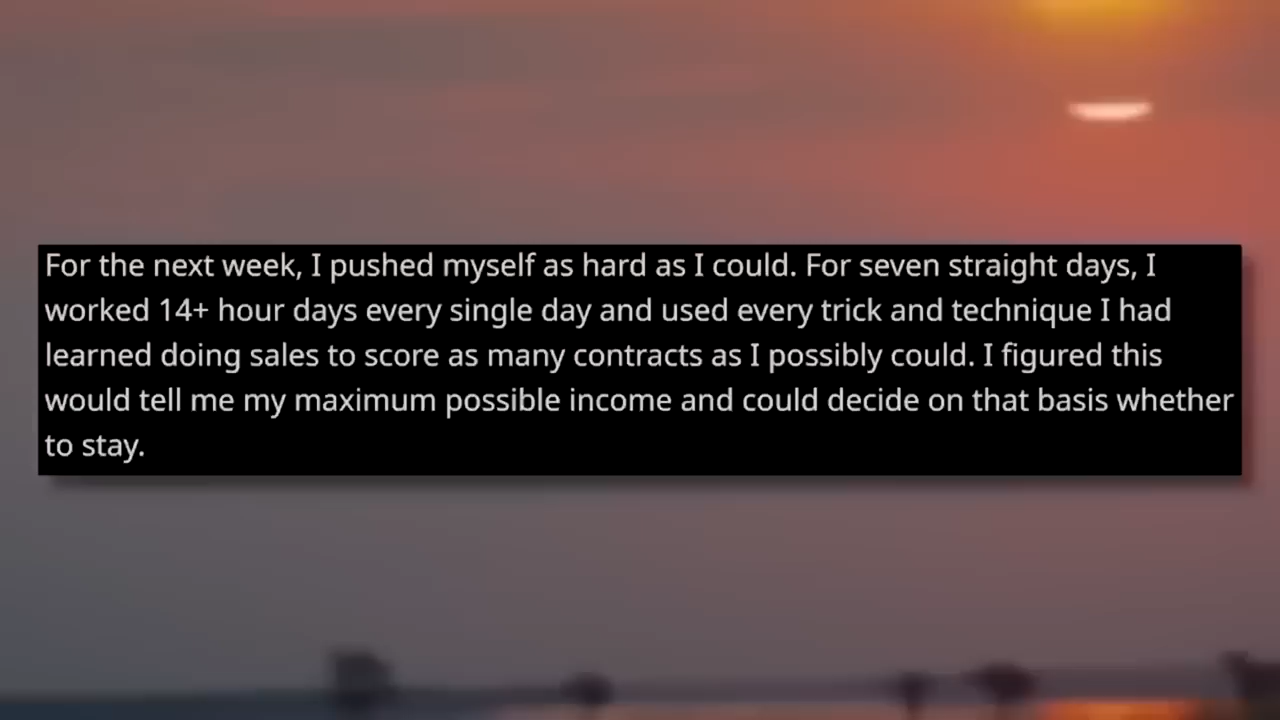 For the next week, I pushed myself as hard as I could. For seven straight days, I
worked 14+ hour days every single day and used every trick and technique I had
learned doing sales to score as many contracts as I possibly could. I figured this
would tell me my maximum possible income and could decide on that basis whether
to stay.